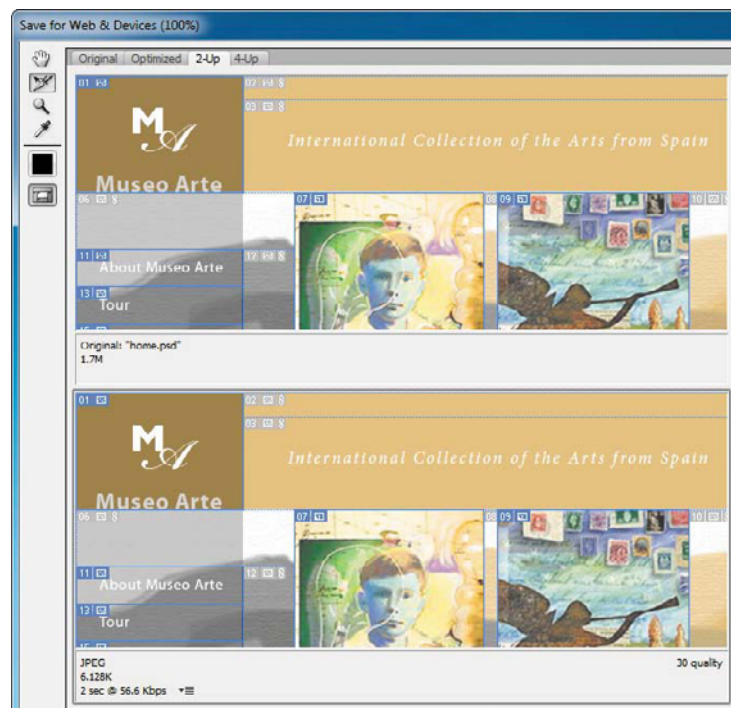 Save for Web & Devices (100%)
Original Optimized 2-Up 4-Up
01 02
03
M
A
International Collection of the Arts from Spain
Museo Arte
06 07 08 09 10
11 12
About Museo Arte
13
Tour
15
Original: "home.psd"
1.7M
01 02
03
M
A
International Collection of the Arts from Spain
Museo Arte
06 07 08 09 10
11 12
About Museo Arte
13
Tour
15
JPEG 30 quality
6.128K
2 sec @ 56.6 Kbps